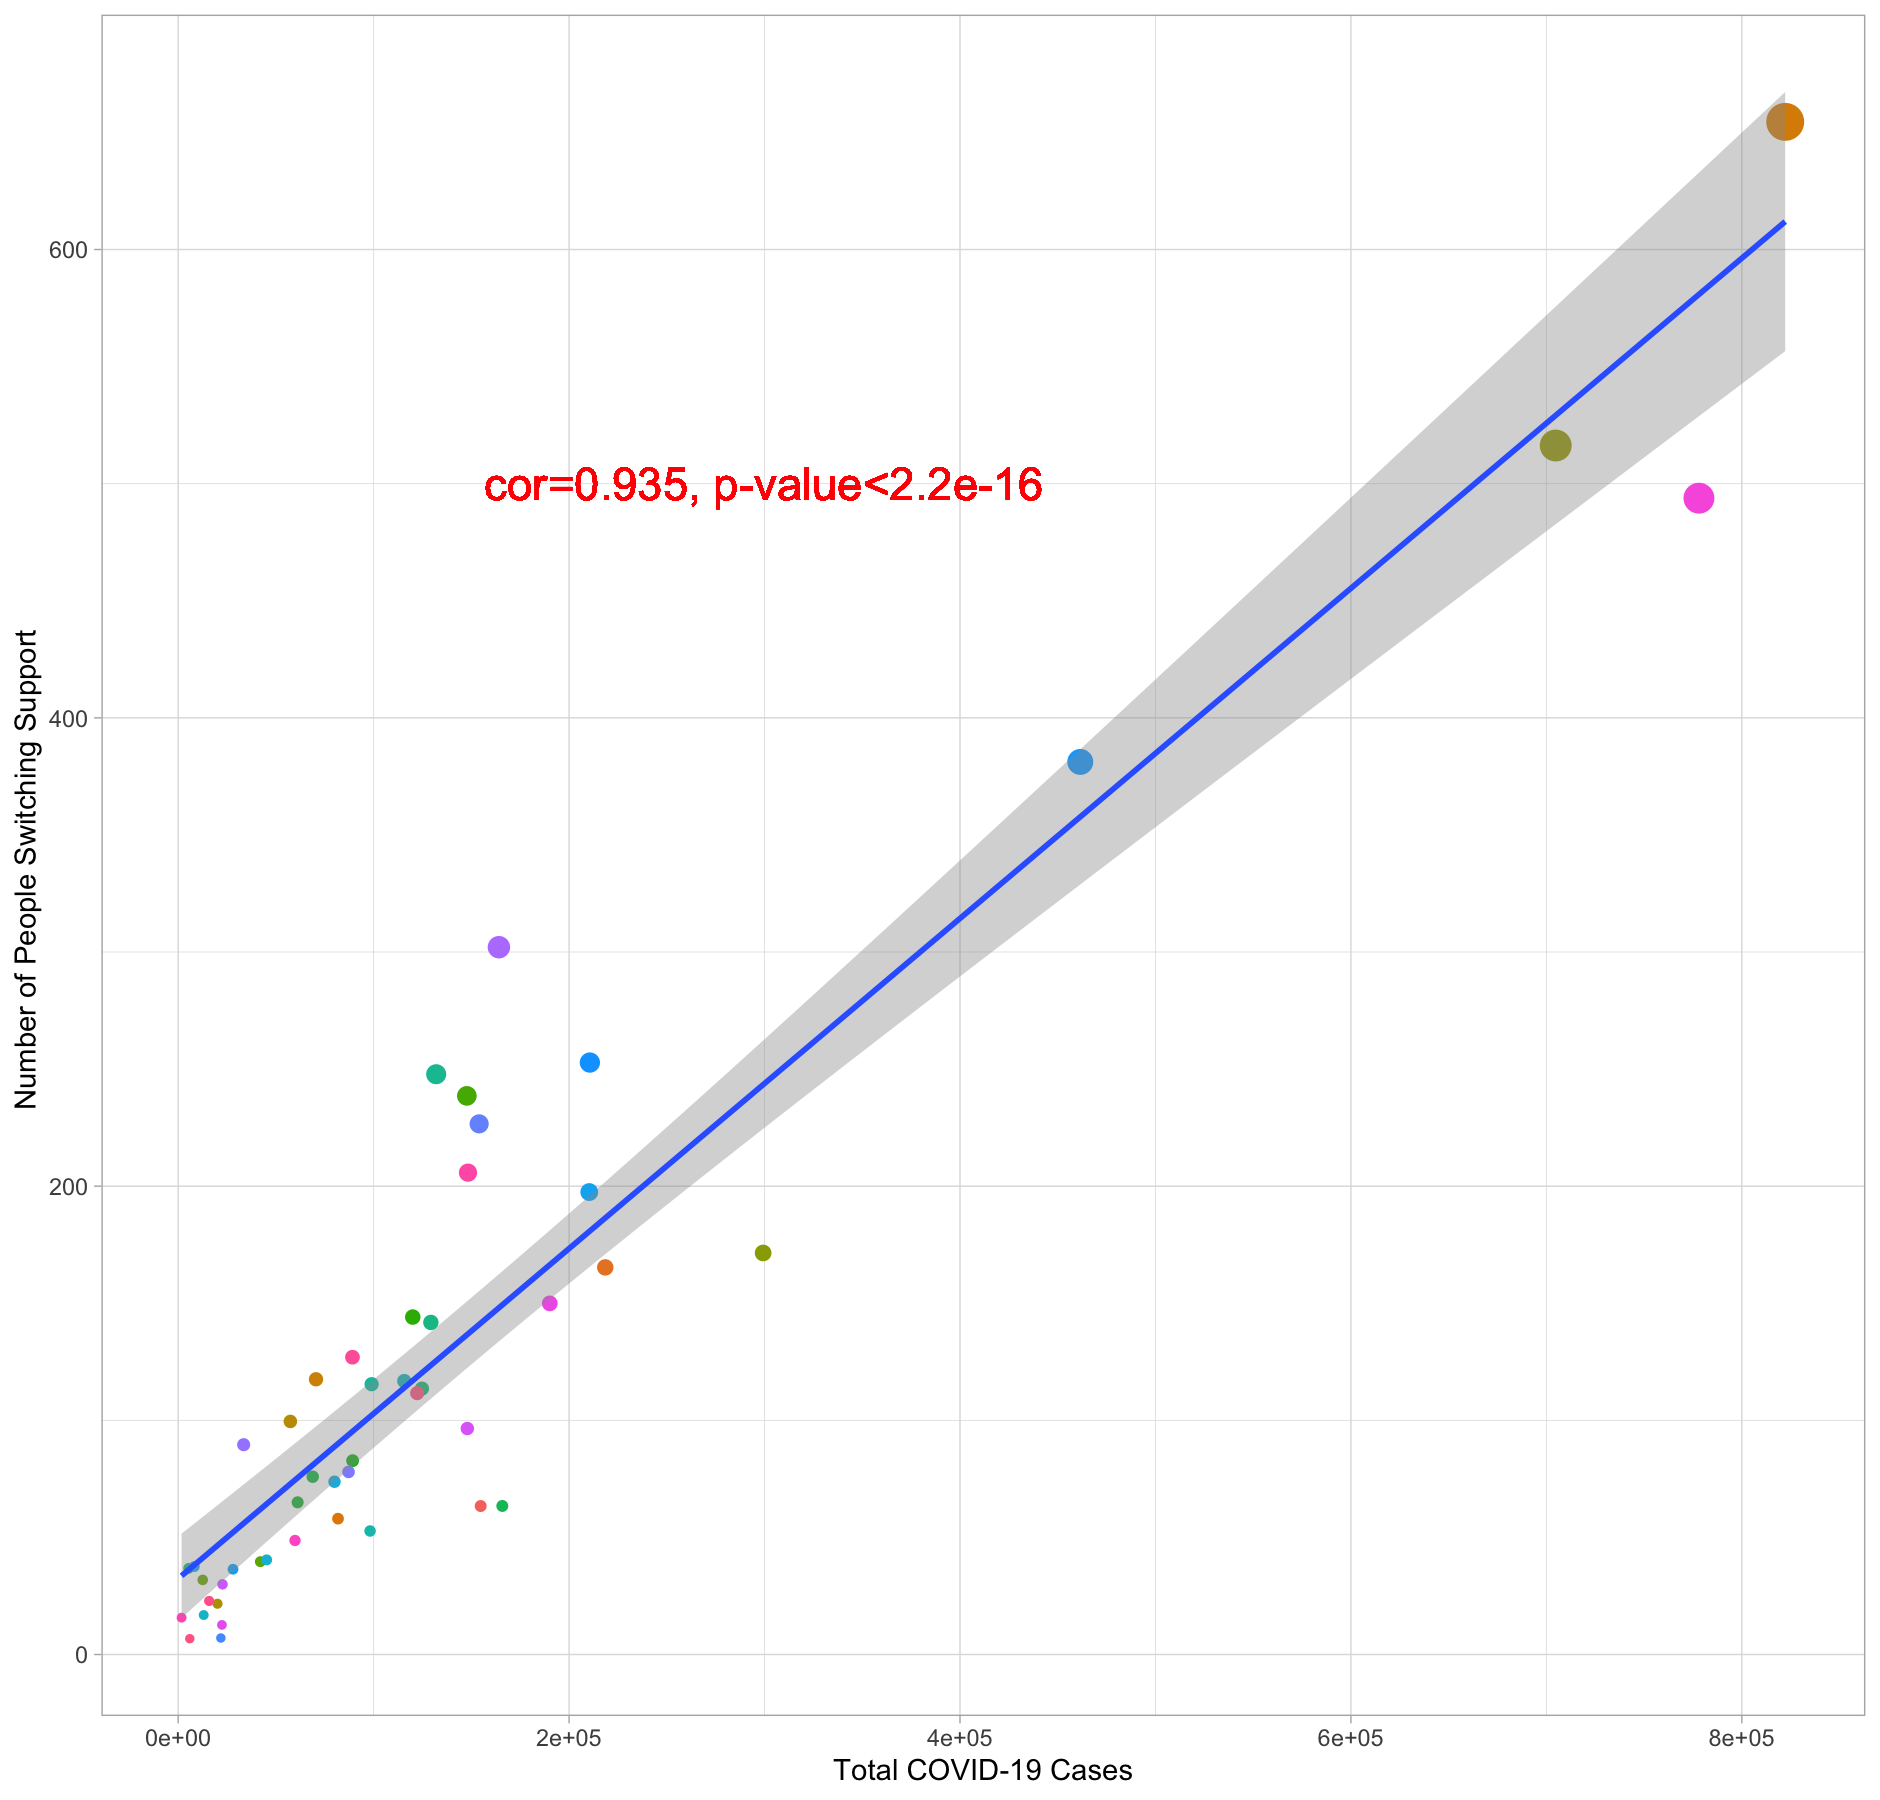 cor=0.935, p-value<2.2e-16
Number of People Switching Support
600
400
200
0
0e+00 2e+05 4e+05 6e+05 8e+05
Total COVID-19 Cases